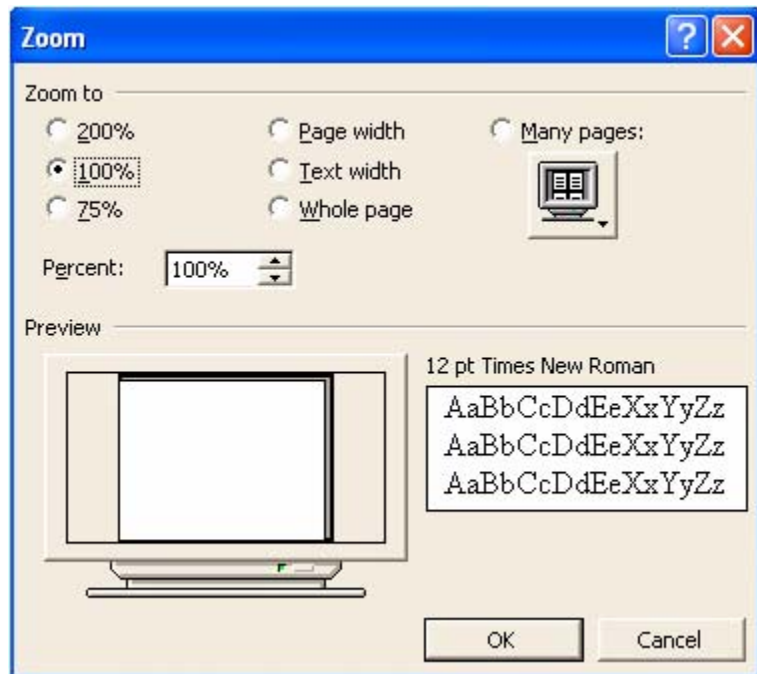 Zoom
Zoom to
200% Page width Many pages:
100% Text width
75% Whole page
Percent: 100%
Preview
12 pt Times New Roman
AaBbCcDdEeXxYyZz
AaBbCcDdEeXxYyZz
AaBbCcDdEeXxYyZz
OK Cancel